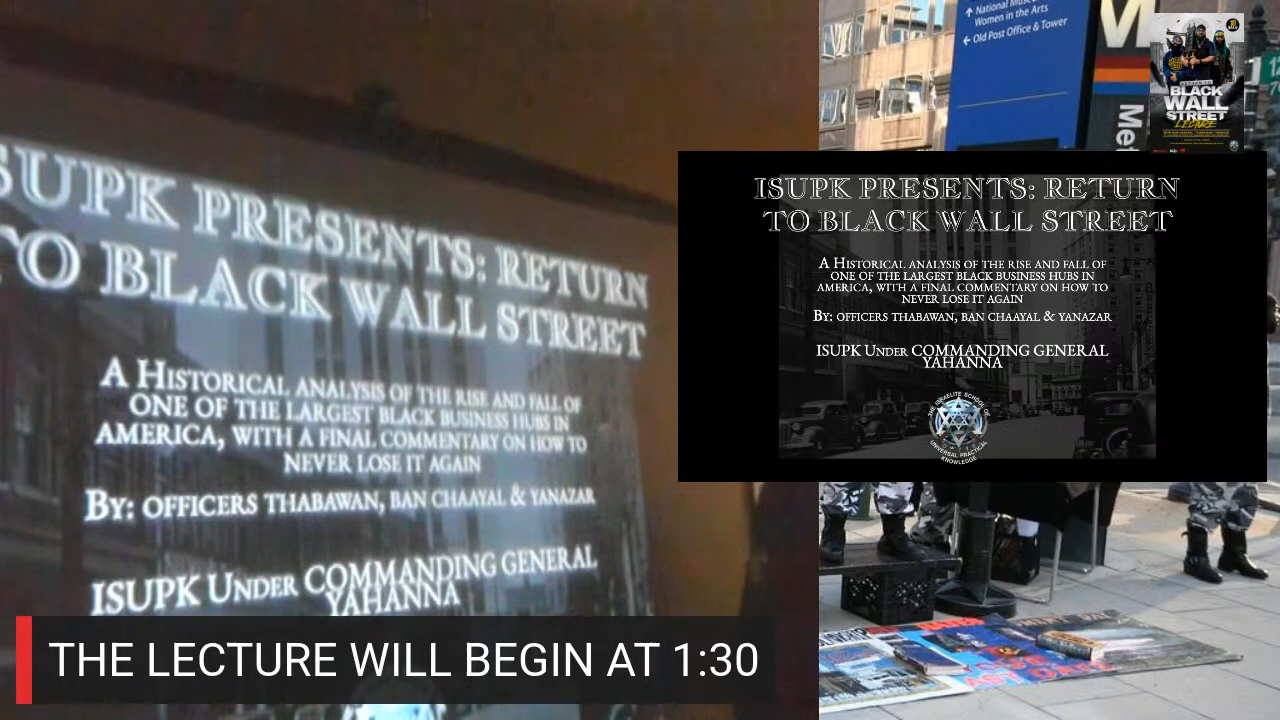 SUPK PRESENTS: RETURN
TO BLACK WALL STREET
A HISTORICAL ANALYSIS OF THE RISE AND FALL OF
ONE OF THE LARGEST BLACK BUSINESS HUBS IN
AMERICA, WITH A FINAL COMMENTARY ON HOW TO
NEVER LOSE IT AGAIN
BY: OFFICERS THABAWAN, BAN CHAAYAL & YANAZAR
ISUPK UNDER COMMANDING GENERAL
YAHANNA
THE LECTURE WILL BEGIN AT 1:30
National Muse
Women in the Arts
Old Post Office & Tower
M
Met
BLACK
WALL
STREET
LECTURE
ISUPK PRESENTS: RETURN
TO BLACK WALL STREET
A HISTORICAL ANALYSIS OF THE RISE AND FALL OF
ONE OF THE LARGEST BLACK BUSINESS HUBS IN
AMERICA, WITH A FINAL COMMENTARY ON HOW TO
NEVER LOSE IT AGAIN
BY: OFFICERS THABAWAN, BAN CHAAYAL & YANAZAR
ISUPK UNDER COMMANDING GENERAL
YAHANNA
THE ISRAELITE SCHOOL OF
UNIVERSAL PRACTICAL
KNOWLEDGE